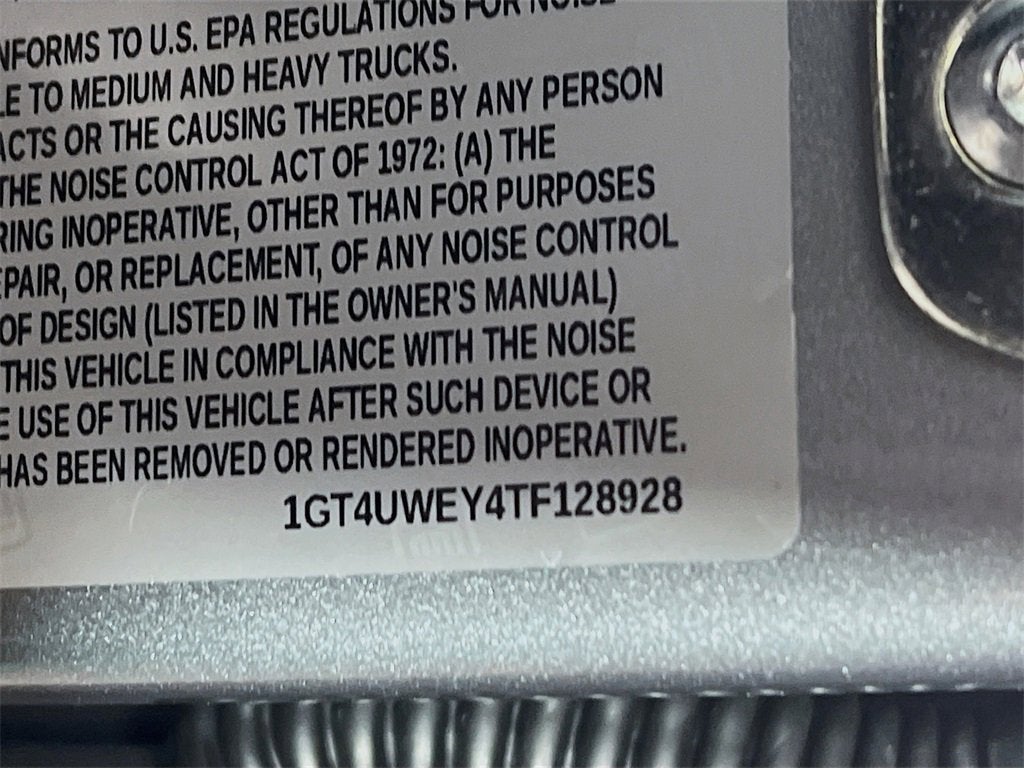 NFORMS TO U.S. EPA REGULATIONS FOR NOISE
LE TO MEDIUM AND HEAVY TRUCKS.
ACTS OR THE CAUSING THEREOF BY ANY PERSON
THE NOISE CONTROL ACT OF 1972: (A) THE
RING INOPERATIVE, OTHER THAN FOR PURPOSES
EPAIR, OR REPLACEMENT, OF ANY NOISE CONTROL
OF DESIGN (LISTED IN THE OWNER'S MANUAL)
THIS VEHICLE IN COMPLIANCE WITH THE NOISE
E USE OF THIS VEHICLE AFTER SUCH DEVICE OR
HAS BEEN REMOVED OR RENDERED INOPERATIVE.
1GT4UWEY4TF128928